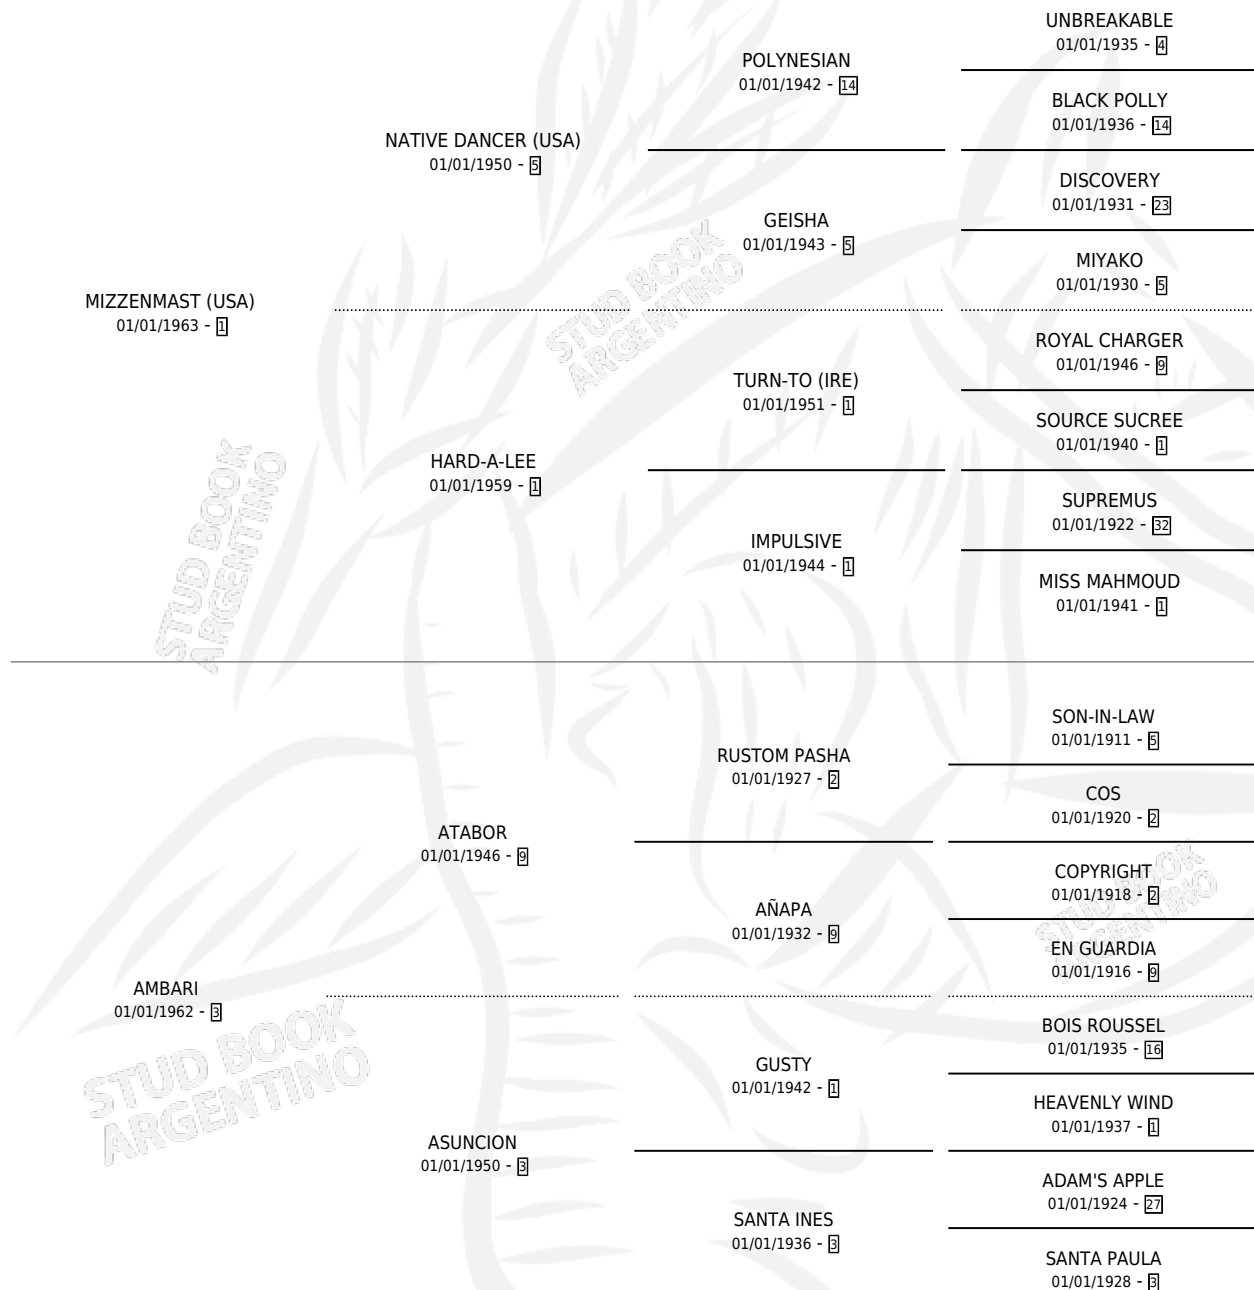 UNBREAKABLE
01/01/1935 - 4
POLYNESIAN
01/01/1942 - 14
BLACK POLLY
01/01/1936 - 14
NATIVE DANCER (USA)
01/01/1950 - 5
DISCOVERY
01/01/1931 - 23
GEISHA
01/01/1943 - 5
MIYAKO
01/01/1930 - 5
MIZZENMAST (USA)
01/01/1963 - 1
ROYAL CHARGER
01/01/1946 - 9
TURN-TO (IRE)
01/01/1951 - 1
SOURCE SUCREE
01/01/1940 - 1
HARD-A-LEE
01/01/1959 - 1
SUPREMUS
01/01/1922 - 32
IMPULSIVE
01/01/1944 - 1
MISS MAHMOUD
01/01/1941 - 1
SON-IN-LAW
01/01/1911 - 5
RUSTOM PASHA
01/01/1927 - 2
COS
01/01/1920 - 2
ATABOR
01/01/1946 - 9
COPYRIGHT
01/01/1918 - 2
AÑAPA
01/01/1932 - 9
EN GUARDIA
01/01/1916 - 9
AMBARI
01/01/1962 - 3
BOIS ROUSSEL
01/01/1935 - 16
GUSTY
01/01/1942 - 1
HEAVENLY WIND
01/01/1937 - 1
ASUNCION
01/01/1950 - 3
ADAM'S APPLE
01/01/1924 - 27
SANTA INES
01/01/1936 - 3
SANTA PAULA
01/01/1928 - 3
STUD BOOK
ARGENTINO
STUD BOOK
ARGENTINO
STUD BOOK
ARGENTINO
STUD BOOK
ARGENTINO